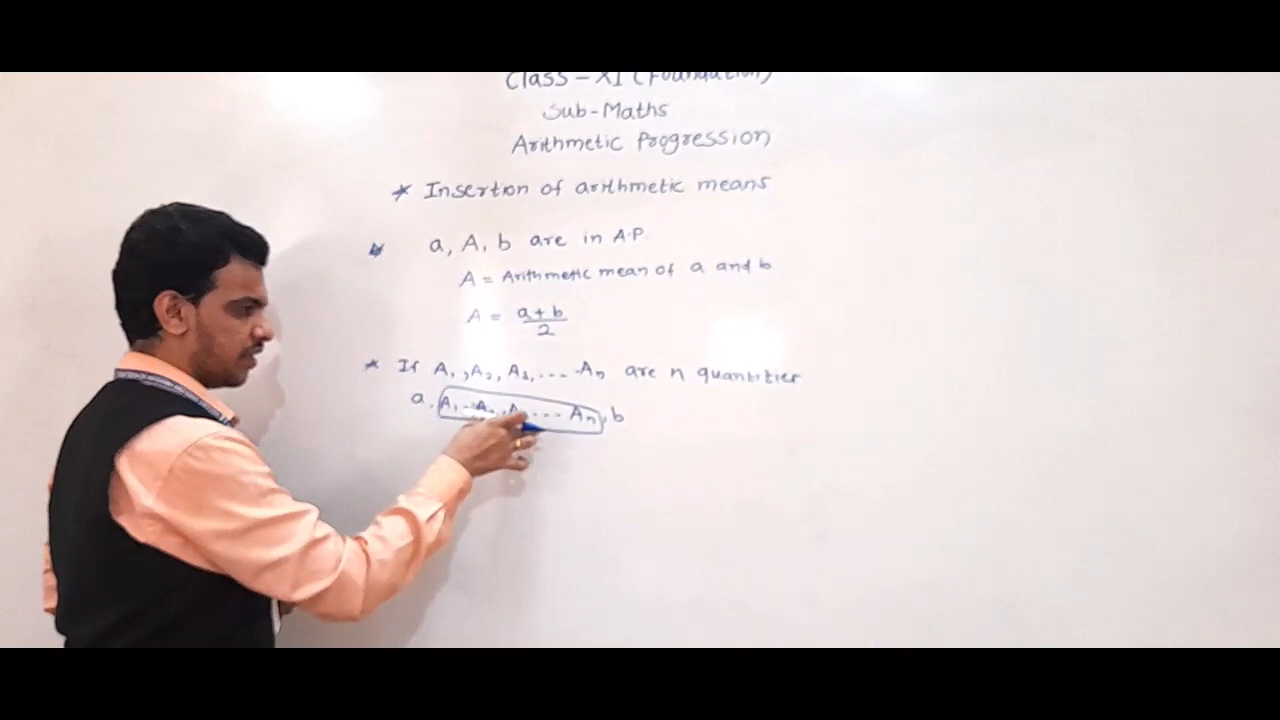 Class - XI (Foundation)
Sub-Maths
Arithmetic Progression
* Insertion of arithmetic means
* a, A, b are in A.P.
A = Arithmetic mean of a and b
A = a+b/2
* If A1, A2, A3, .... An are n quantities
a, A1, A2, A3, .... An, b